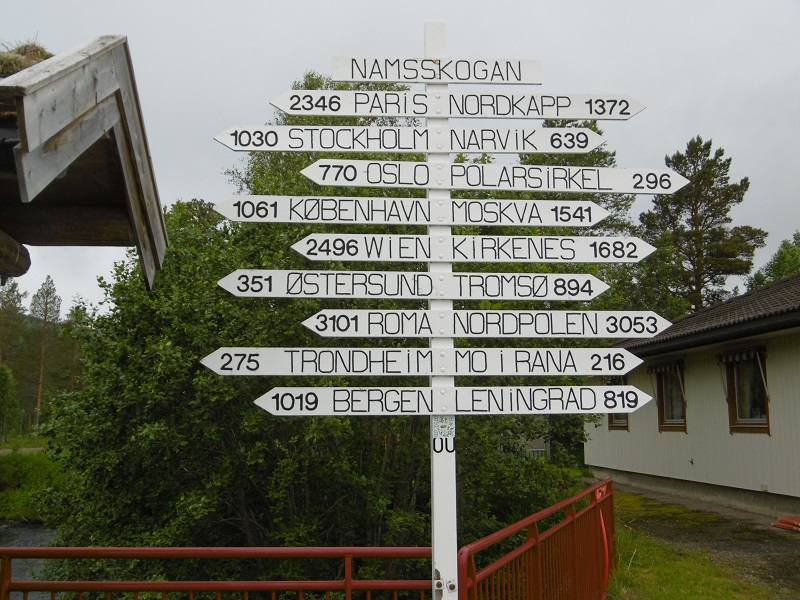 NAMSSKOGAN
2346 PARIS NORDKAPP 1372
1030 STOCKHOLM NARVIK 639
770 OSLO POLARSIRKEL 296
1061 KØBENHAVN MOSKVA 1541
2496 WIEN KIRKENES 1682
351 ØSTERSUND TROMSØ 894
3101 ROMA NORDPOLEN 3053
275 TRONDHEIM MO I RANA 216
1019 BERGEN LENINGRAD 819